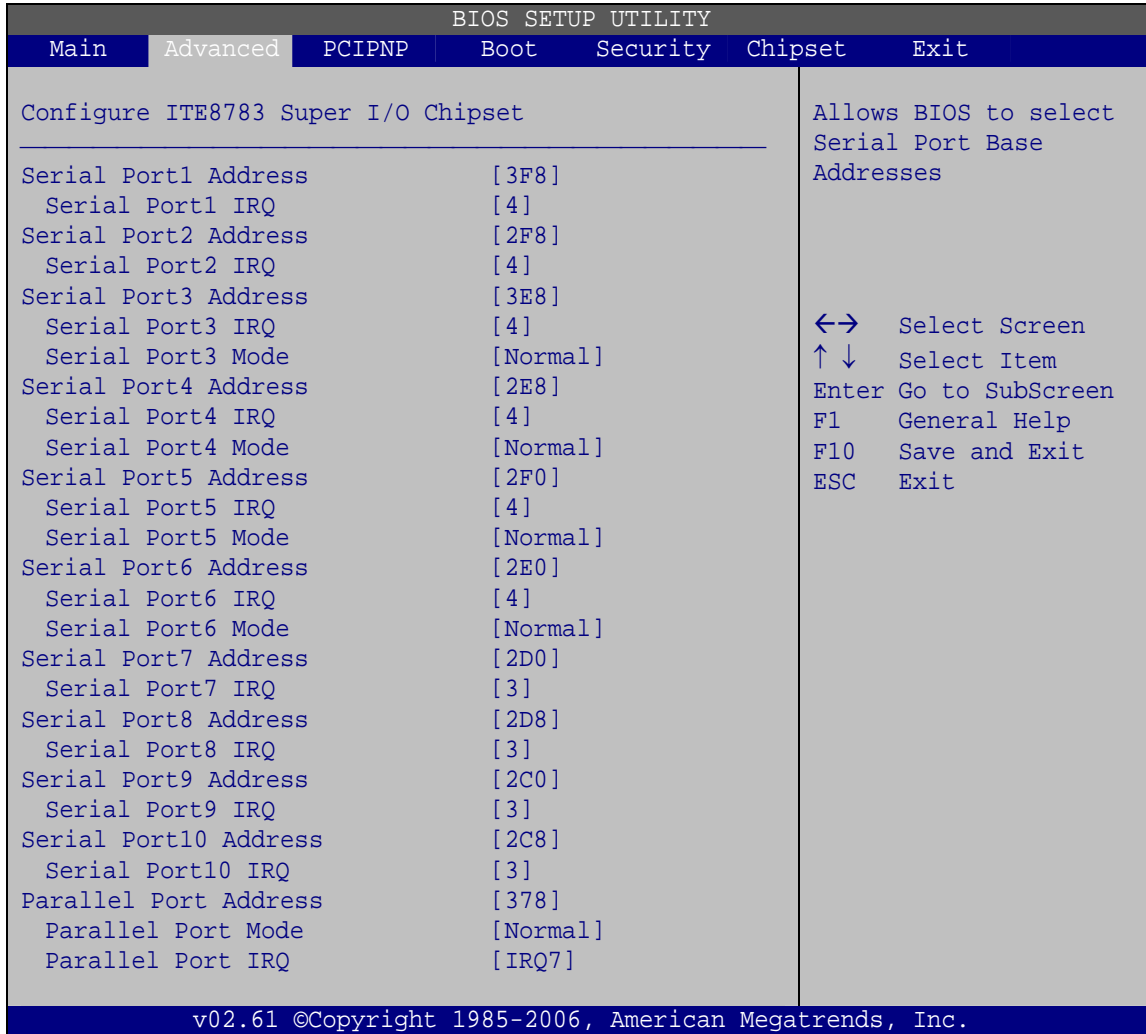 BIOS SETUP UTILITY
Main Advanced PCIPNP Boot Security Chipset Exit
Configure ITE8783 Super I/O Chipset
Serial Port1 Address [3F8]
Serial Port1 IRQ [4]
Serial Port2 Address [2F8]
Serial Port2 IRQ [4]
Serial Port3 Address [3E8]
Serial Port3 IRQ [4]
Serial Port3 Mode [Normal]
Serial Port4 Address [2E8]
Serial Port4 IRQ [4]
Serial Port4 Mode [Normal]
Serial Port5 Address [2F0]
Serial Port5 IRQ [4]
Serial Port5 Mode [Normal]
Serial Port6 Address [2E0]
Serial Port6 IRQ [4]
Serial Port6 Mode [Normal]
Serial Port7 Address [2D0]
Serial Port7 IRQ [3]
Serial Port8 Address [2D8]
Serial Port8 IRQ [3]
Serial Port9 Address [2C0]
Serial Port9 IRQ [3]
Serial Port10 Address [2C8]
Serial Port10 IRQ [3]
Parallel Port Address [378]
Parallel Port Mode [Normal]
Parallel Port IRQ [IRQ7]
Allows BIOS to select
Serial Port Base
Addresses
←→ Select Screen
↑ ↓ Select Item
Enter Go to SubScreen
F1 General Help
F10 Save and Exit
ESC Exit
v02.61 ©Copyright 1985-2006, American Megatrends, Inc.